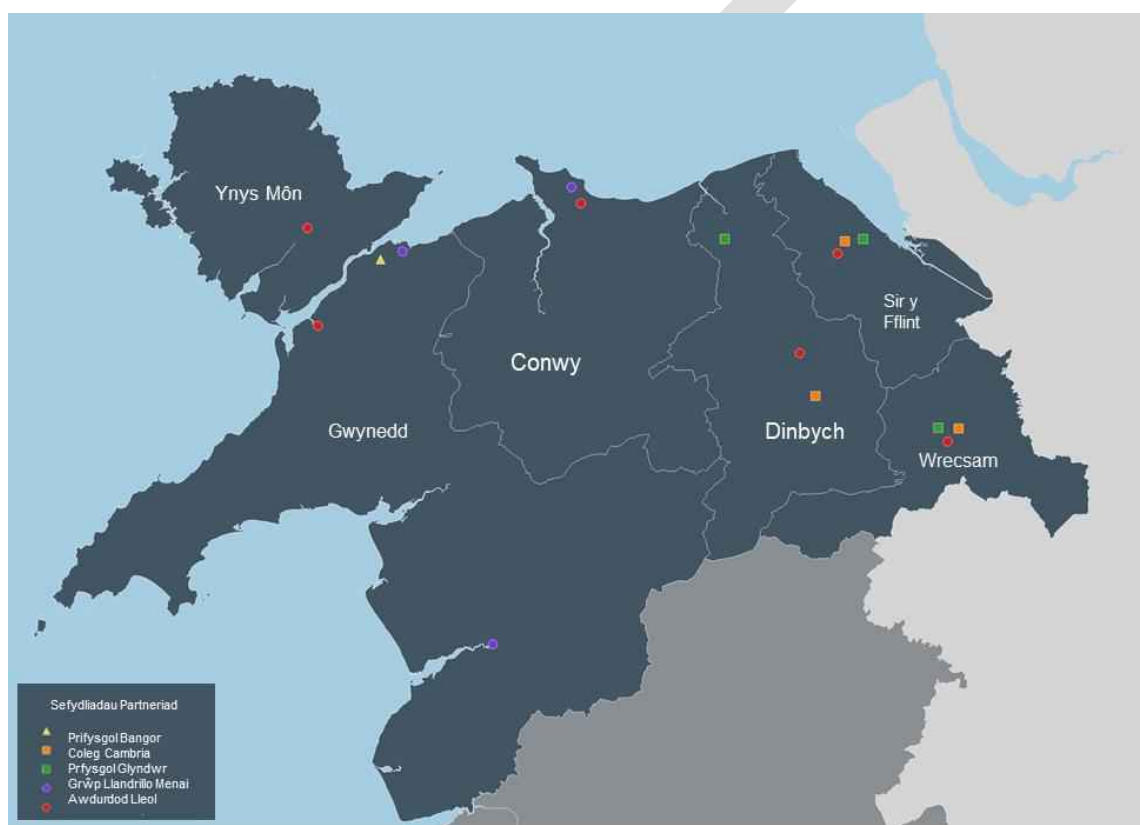 Ynys Môn
Sir y
Fflint
Conwy
Gwynedd
Dinbych
Wrecsam
Sefydliadau Partneriad
Prifysgol Bangor
Coleg Cambria
Prfysgol Glyndwr
Grŵp Llandrillo Menai
Awdurdod Lleol